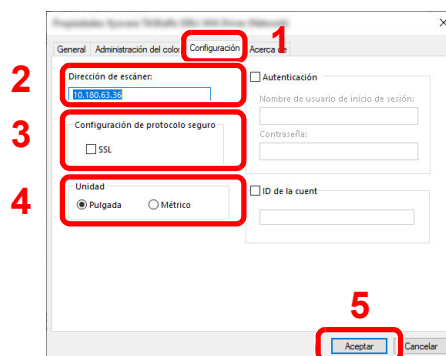 1
General Administración del color Configuración Acerca de
2
Dirección de escáner:
10.180.63.36
Autenticación
Nombre de usuario de inicio de sesión:
Contraseña:
3
Configuración de protocolo seguro
SSL
4
Unidad
Pulgada Métrico
ID de la cuent
5
Aceptar Cancelar